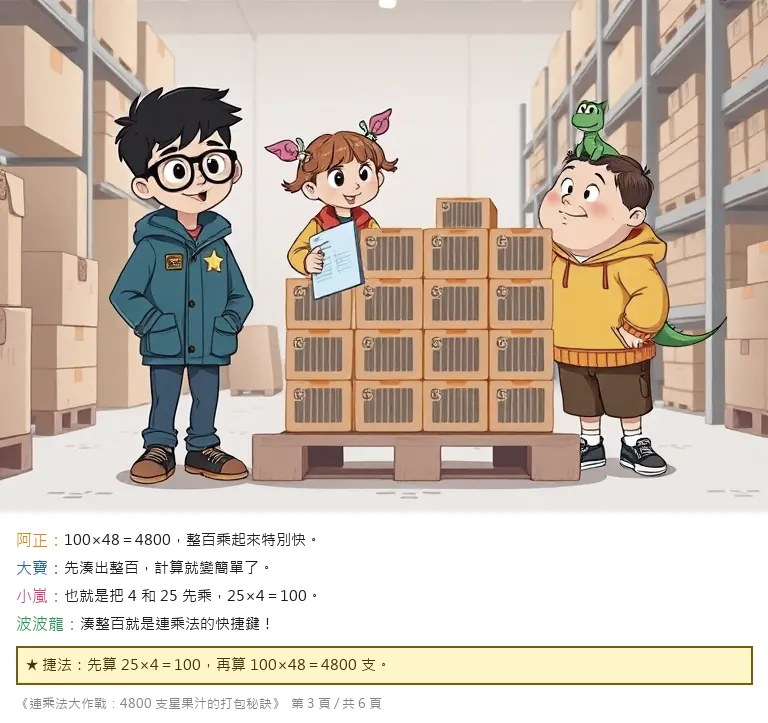 阿正：100×48＝4800，整百乘起來特別快。
大寶：先湊出整百，計算就變簡單了。
小嵐：也就是把 4 和 25 先乘，25×4＝100。
波波龍：湊整百就是連乘法的快捷鍵！
★ 捷法：先算 25×4＝100，再算 100×48＝4800 支。
《連乘法大作戰：4800 支星果汁的打包秘訣》 第 3 頁 / 共 6 頁